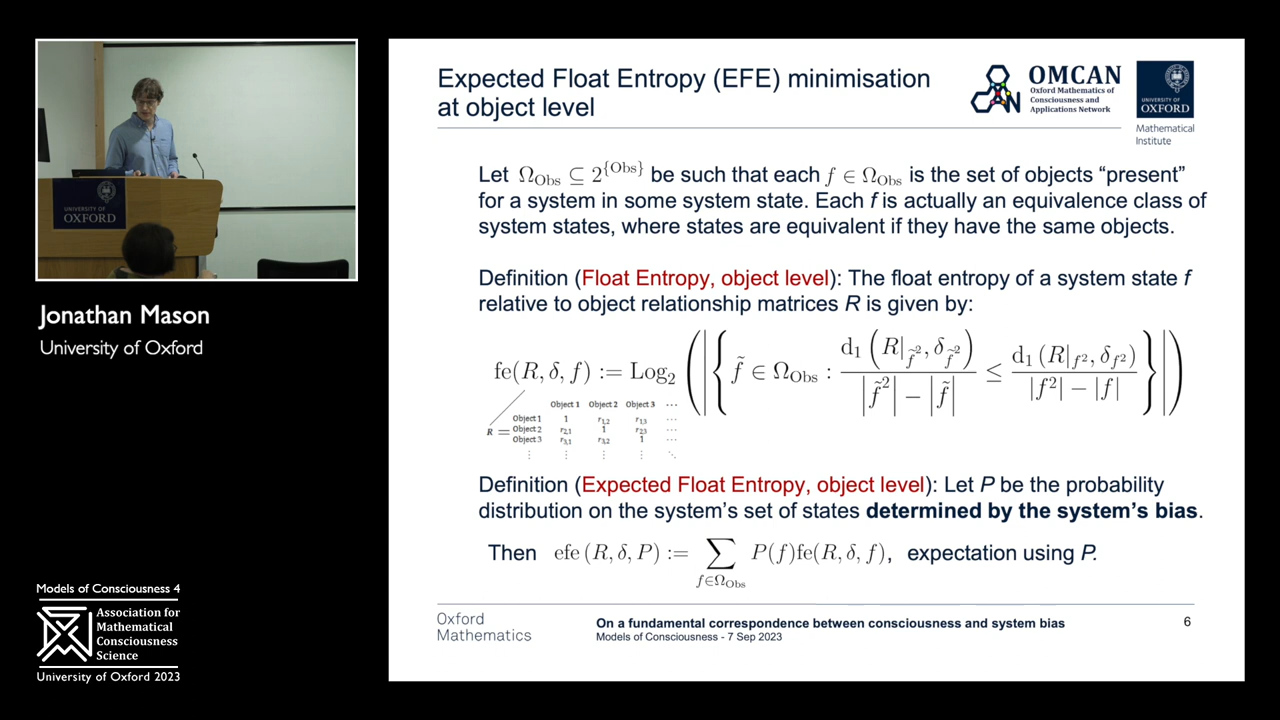 UNIVERSITY OF
OXFORD
Jonathan Mason
University of Oxford
Models of Consciousness 4
Association for
Mathematical
Consciousness
Science
University of Oxford 2023
Expected Float Entropy (EFE) minimisation
at object level
OMCAN
Oxford Mathematics of
Consciousness and
Applications Network
UNIVERSITY OF
OXFORD
Mathematical
Institute
Let Ω_Obs ⊆ 2^{Obs} be such that each f ∈ Ω_Obs is the set of objects “present”
for a system in some system state. Each f is actually an equivalence class of
system states, where states are equivalent if they have the same objects.
Definition (Float Entropy, object level): The float entropy of a system state f
relative to object relationship matrices R is given by:
fe(R, δ, f) := Log₂ ( | { f̃ ∈ Ω_Obs : d₁(R|_f̃², δ_f̃²) / (|f̃²| − |f̃|) ≤ d₁(R|_f², δ_f²) / (|f²| − |f|) } | )
Object 1 Object 2 Object 3 ⋯
Object 1 1 r₁,₂ r₁,₃ ⋯
R = Object 2 r₂,₁ 1 r₂₃ ⋯
Object 3 r₃,₁ r₃,₂ 1 ⋯
⋮ ⋮ ⋮ ⋮ ⋱
Definition (Expected Float Entropy, object level): Let P be the probability
distribution on the system’s set of states determined by the system’s bias.
Then efe (R, δ, P) := ∑_{f∈Ω_Obs} P(f)fe(R, δ, f), expectation using P.
Oxford
Mathematics
On a fundamental correspondence between consciousness and system bias
Models of Consciousness - 7 Sep 2023
6